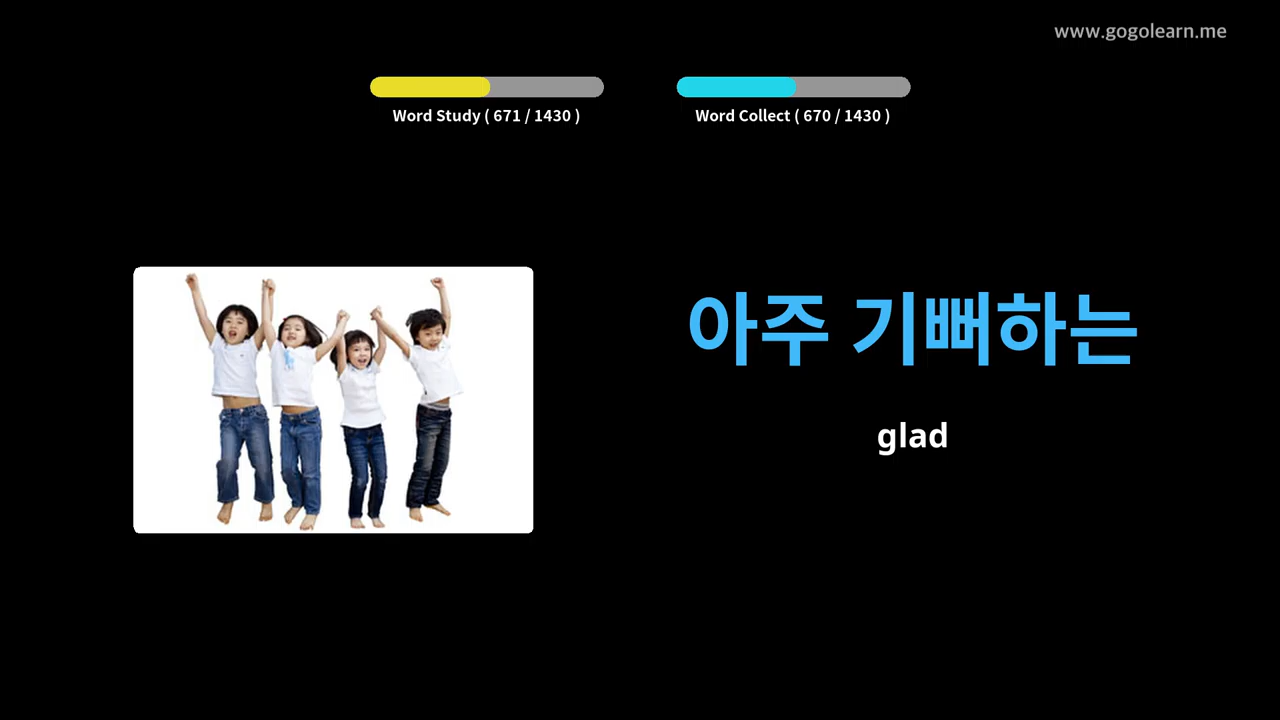 www.gogolearn.me
Word Study ( 671 / 1430 )
Word Collect ( 670 / 1430 )
아주 기뻐하는
glad